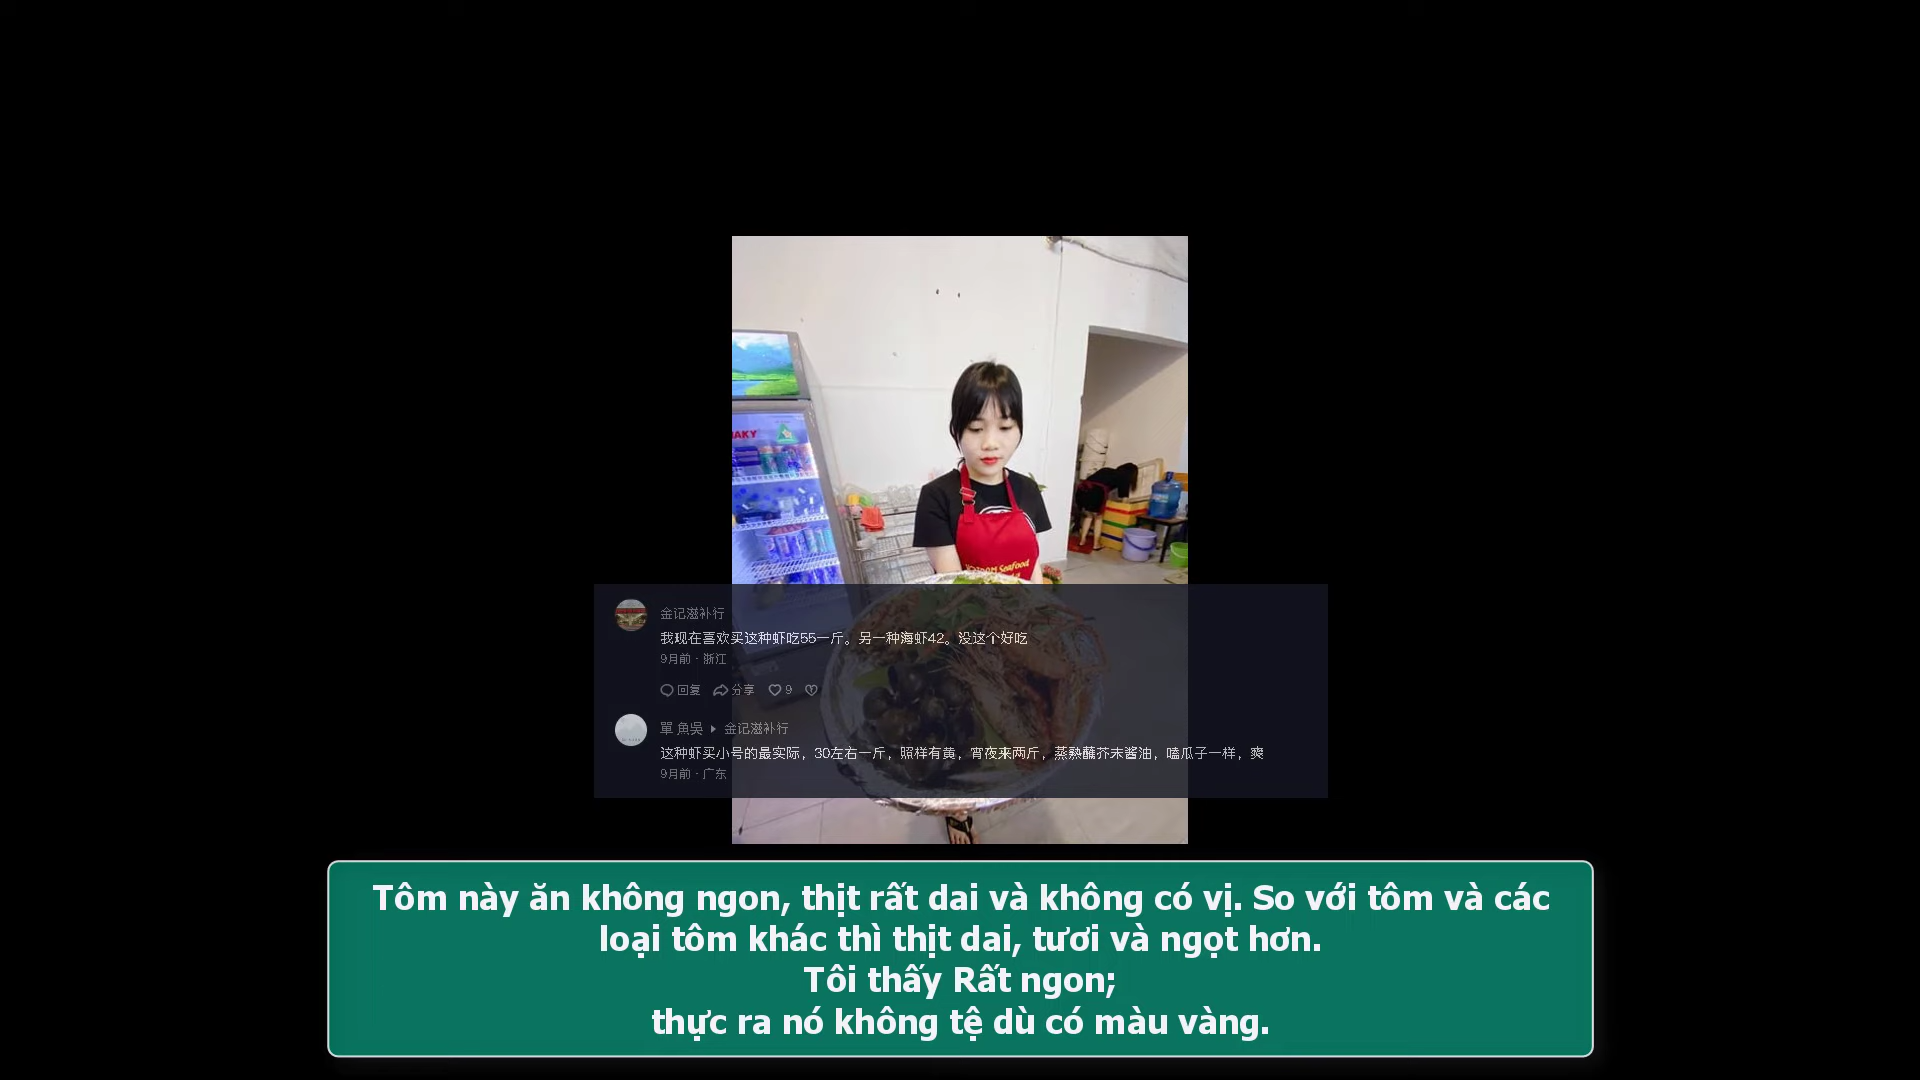 AKY
Seafood
金记滋补行
我现在喜欢买这种虾吃55一斤。另一种海虾42。没这个好吃
9月前 · 浙江
回复 分享 9
單 魚吳 ▸ 金记滋补行
这种虾买小号的最实际，30左右一斤，照样有黄，宵夜来两斤，蒸熟蘸芥末酱油，嗑瓜子一样，爽
9月前 · 广东
Tôm này ăn không ngon, thịt rất dai và không có vị. So với tôm và các
loại tôm khác thì thịt dai, tươi và ngọt hơn.
Tôi thấy Rất ngon;
thực ra nó không tệ dù có màu vàng.